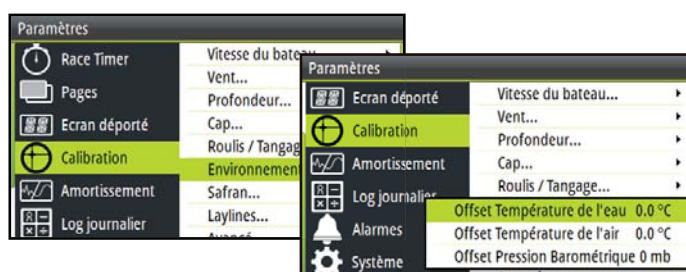 Paramètres
Race Timer
Pages
Ecran déporté
Calibration
Amortissement
Log journalier
Vitesse du bateau...
Vent...
Profondeur...
Cap...
Roulis / Tangag
Environnement
Safran...
Laylines...
Paramètres
Ecran déporté
Calibration
Amortissement
Log journalier
Alarmes
Système
Vitesse du bateau...
Vent...
Profondeur...
Cap...
Roulis / Tangage...
Offset Température de l'eau 0.0 °C
Offset Température de l'air 0.0 °C
Offset Pression Barométrique 0 mb